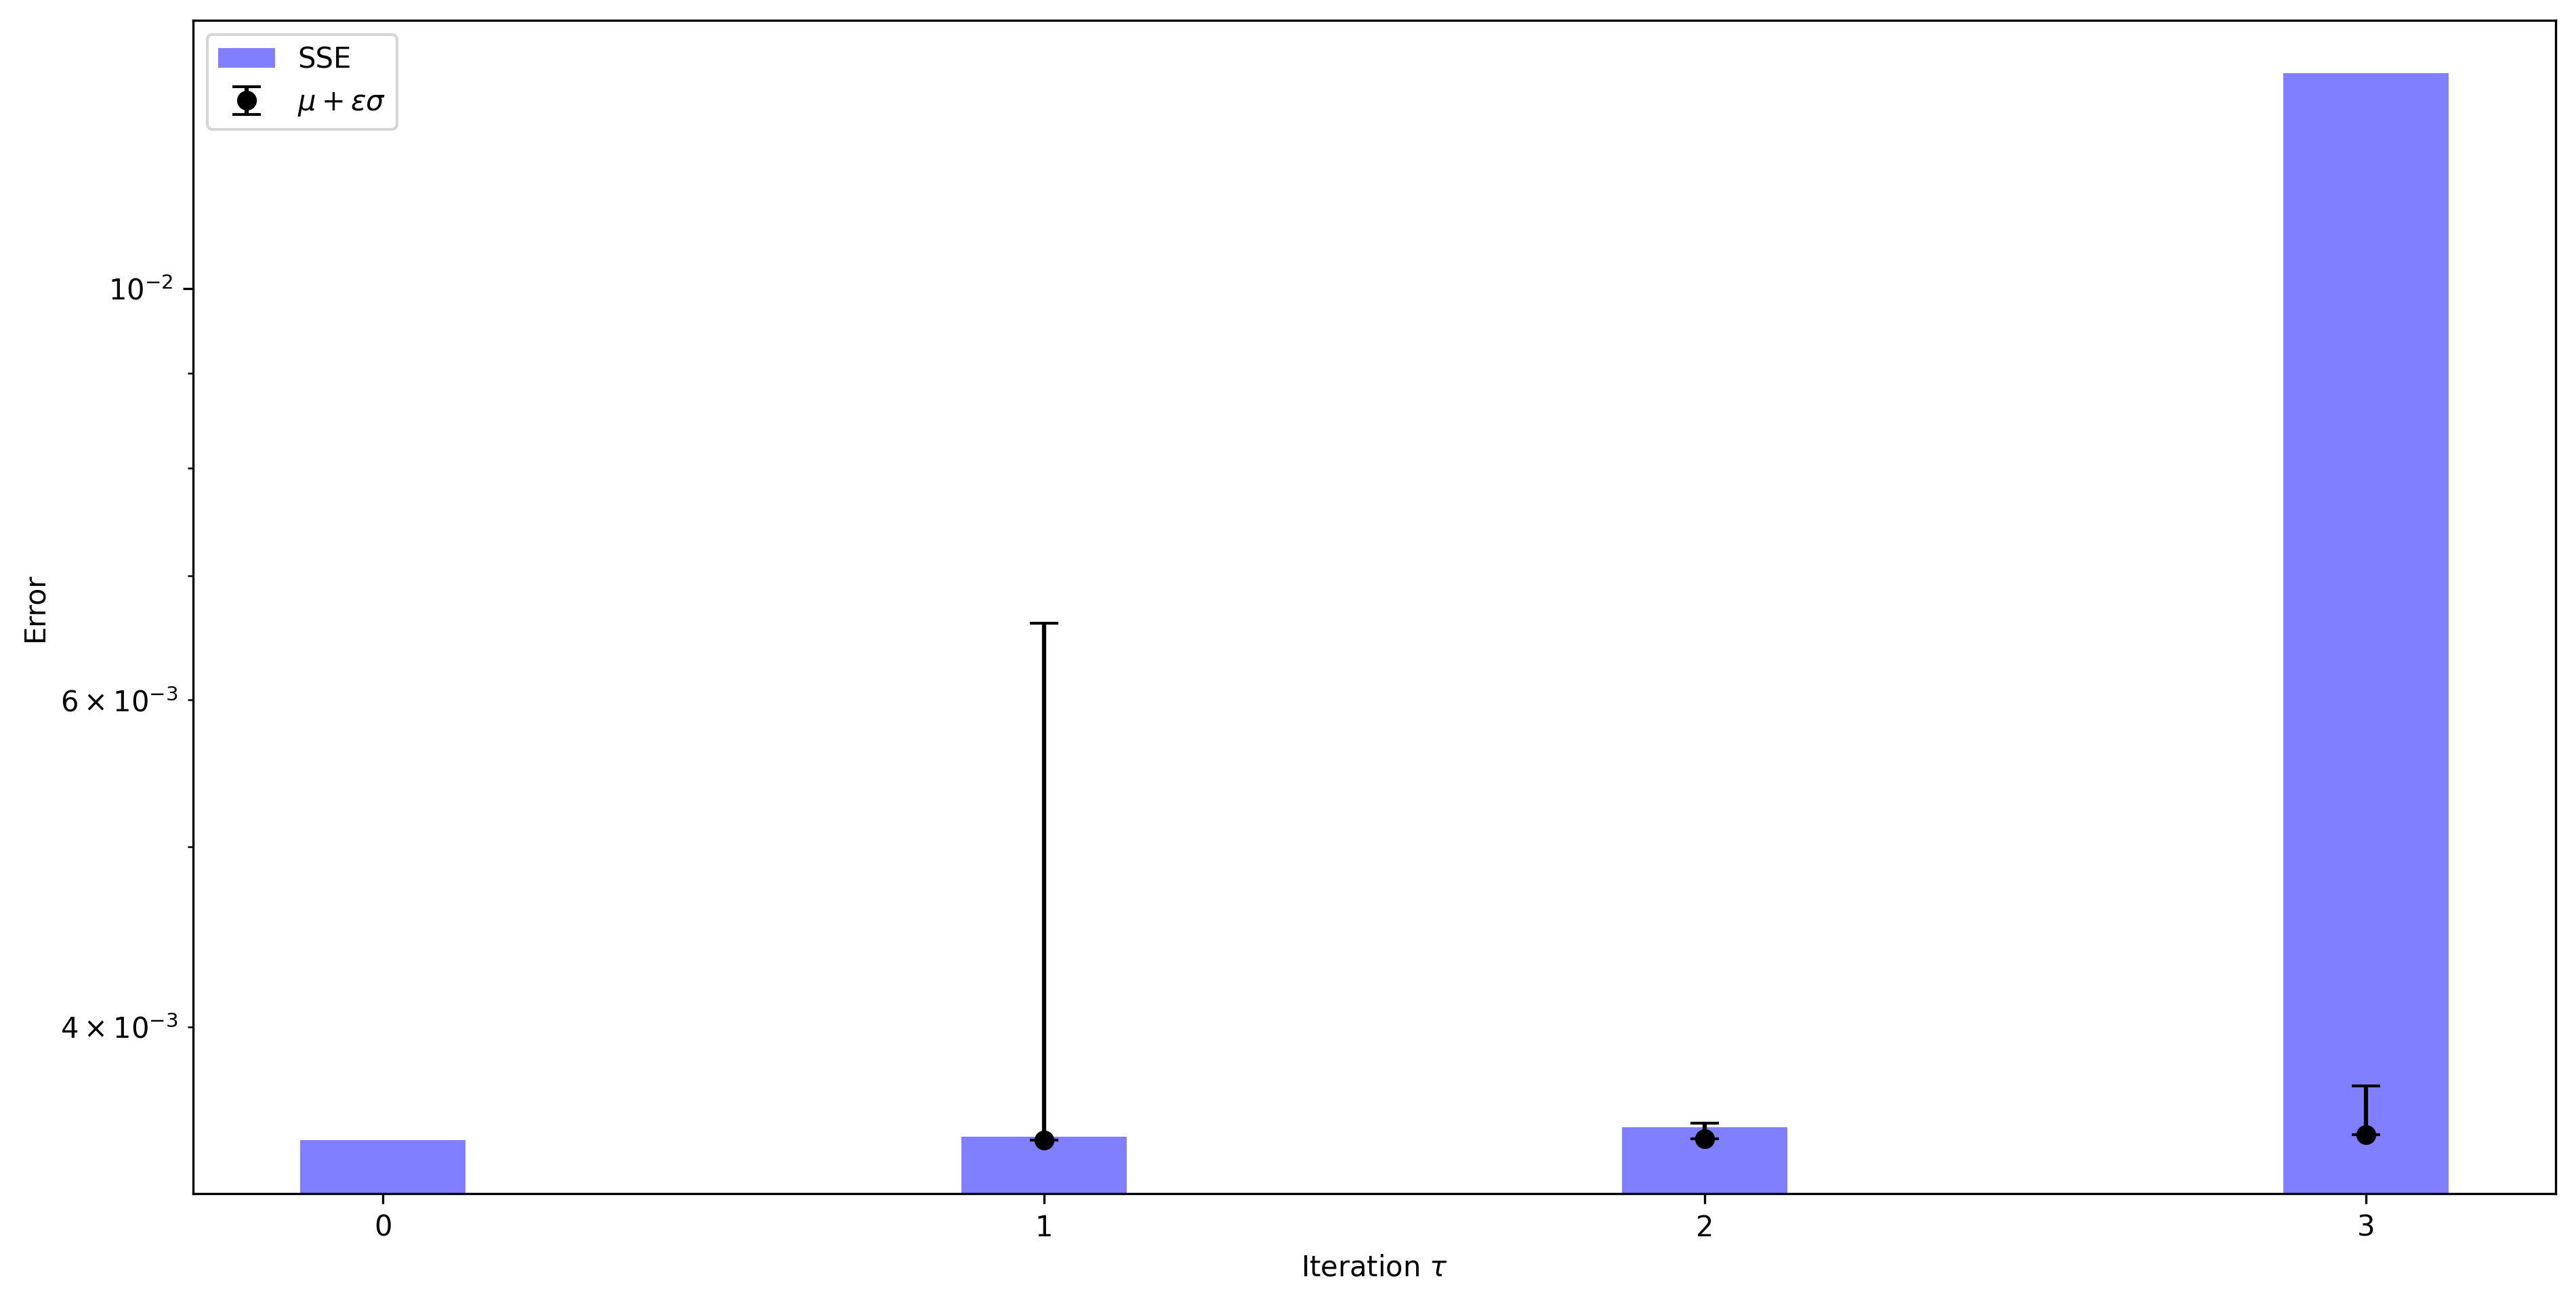 SSE
μ + εσ
10⁻²
6 × 10⁻³
4 × 10⁻³
Error
0 1 2 3
Iteration τ